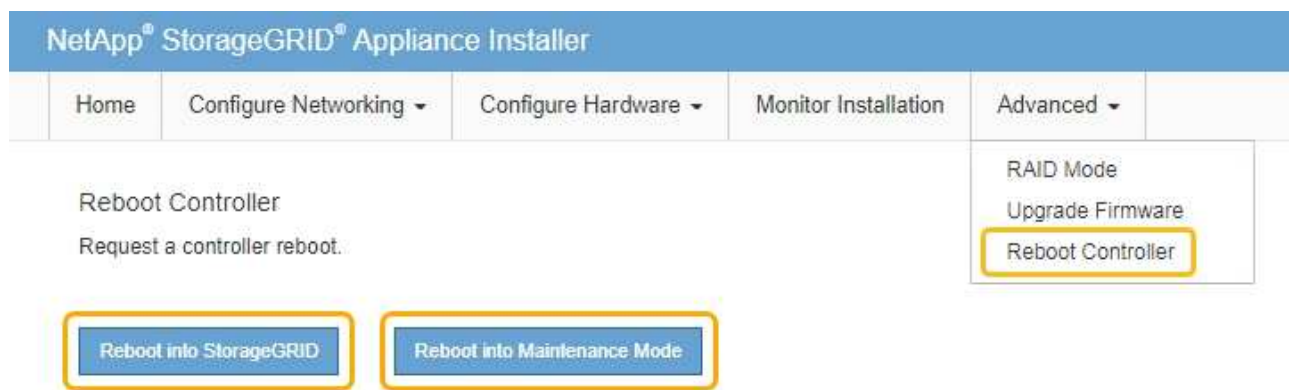 NetApp® StorageGRID® Appliance Installer
Home Configure Networking Configure Hardware Monitor Installation Advanced
RAID Mode
Upgrade Firmware
Reboot Controller
Reboot Controller
Request a controller reboot.
Reboot into StorageGRID Reboot into Maintenance Mode